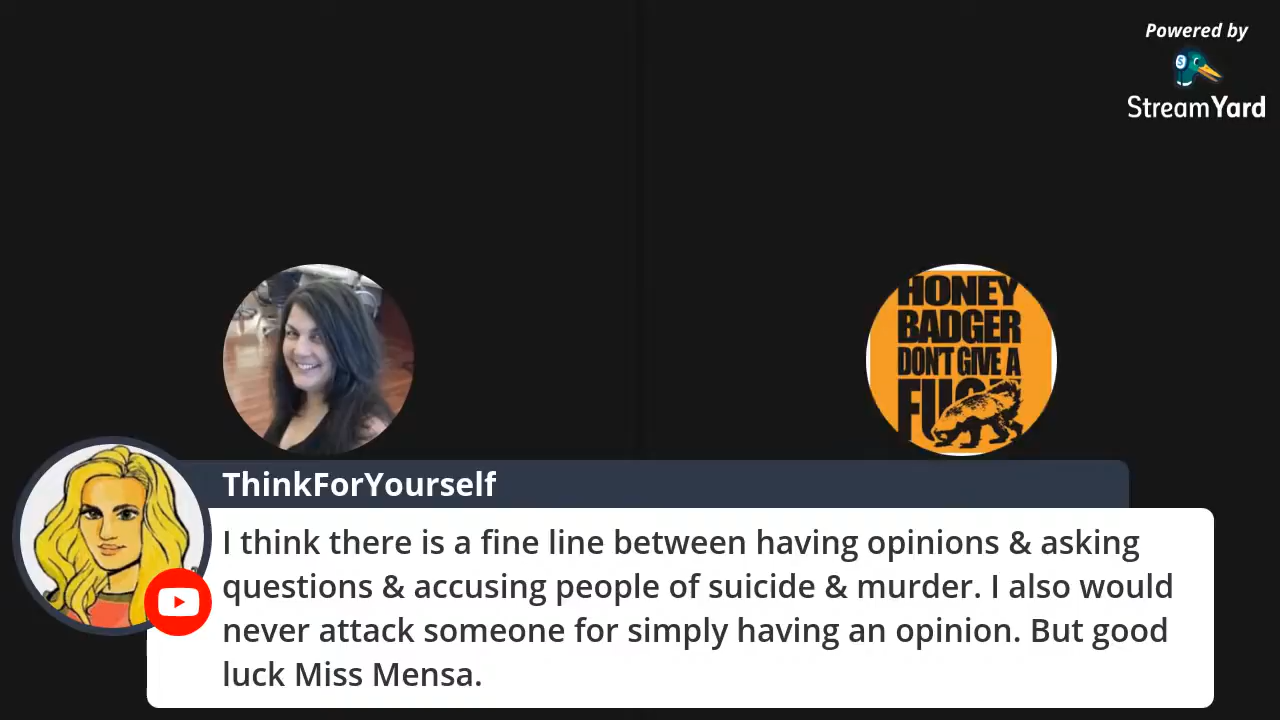 Powered by
StreamYard
HONEY
BADGER
DON'T GIVE A
ThinkForYourself
I think there is a fine line between having opinions & asking
questions & accusing people of suicide & murder. I also would
never attack someone for simply having an opinion. But good
luck Miss Mensa.